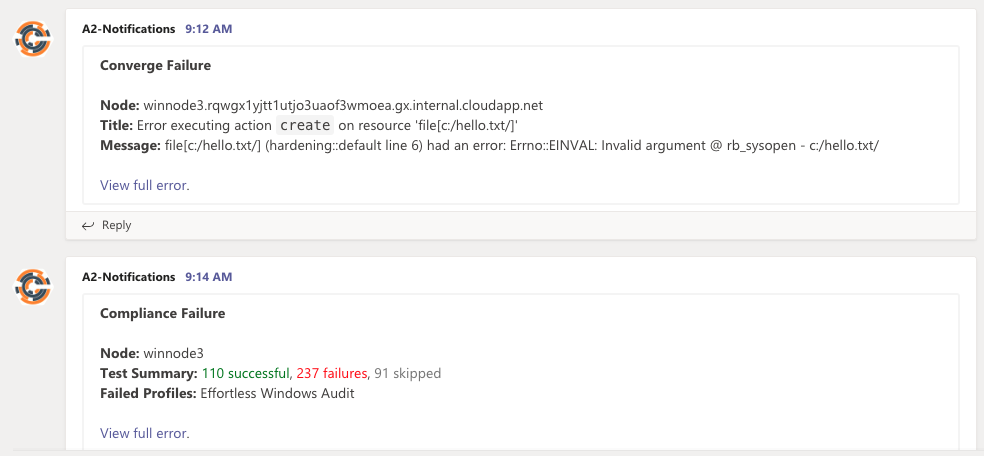 A2-Notifications 9:12 AM
Converge Failure
Node: winnode3.rqwgx1yjtt1utjo3uaof3wmoea.gx.internal.cloudapp.net
Title: Error executing action create on resource 'file[c:/hello.txt/]'
Message: file[c:/hello.txt/] (hardening::default line 6) had an error: Errno::EINVAL: Invalid argument @ rb_sysopen - c:/hello.txt/
View full error.
Reply
A2-Notifications 9:14 AM
Compliance Failure
Node: winnode3
Test Summary: 110 successful, 237 failures, 91 skipped
Failed Profiles: Effortless Windows Audit
View full error.